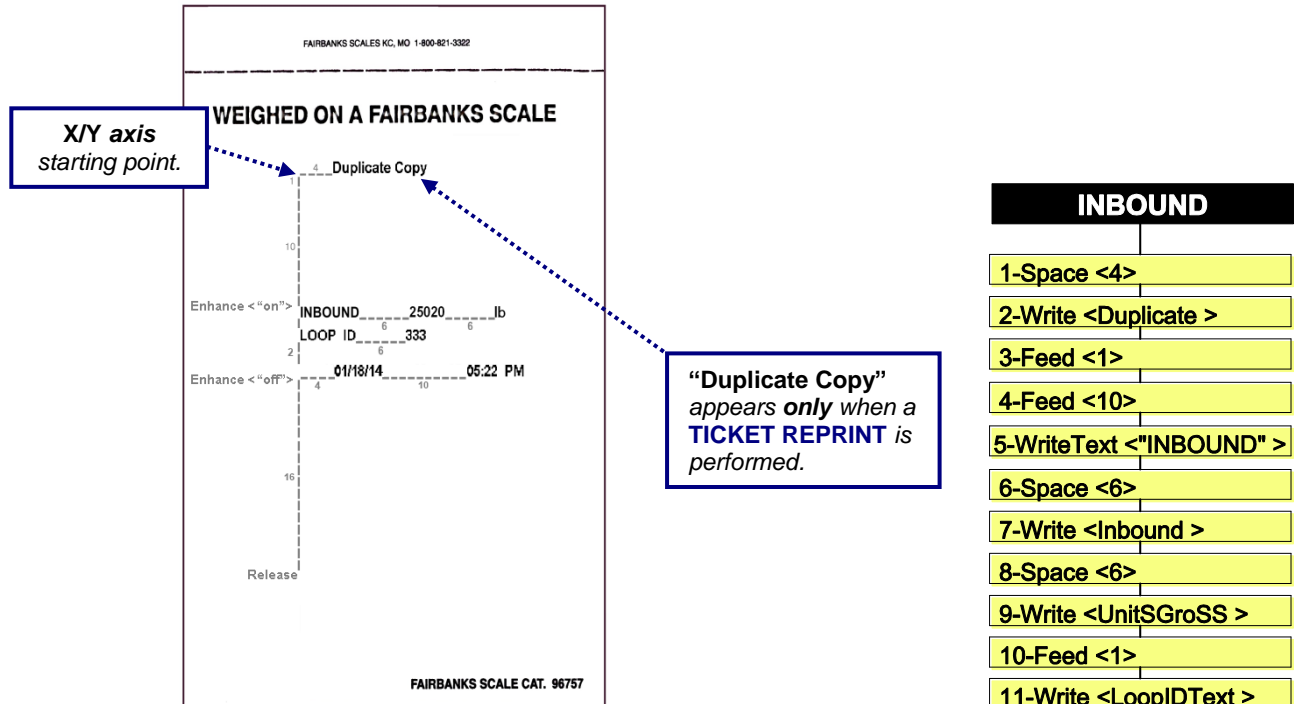 FAIRBANKS SCALES KC, MO 1-800-821-3322
WEIGHED ON A FAIRBANKS SCALE
X/Y axis
starting point.
4 Duplicate Copy
1
10
Enhance <"on">
INBOUND 6 25020 6 lb
LOOP ID 6 333
2
Enhance <"off"> 4 01/18/14 10 05:22 PM
16
Release
FAIRBANKS SCALE CAT. 96757
“Duplicate Copy”
appears only when a
TICKET REPRINT is
performed.
INBOUND
1-Space <4>
2-Write <Duplicate >
3-Feed <1>
4-Feed <10>
5-WriteText <"INBOUND" >
6-Space <6>
7-Write <Inbound >
8-Space <6>
9-Write <UnitSGroSS >
10-Feed <1>
11-Write <LoopIDText >